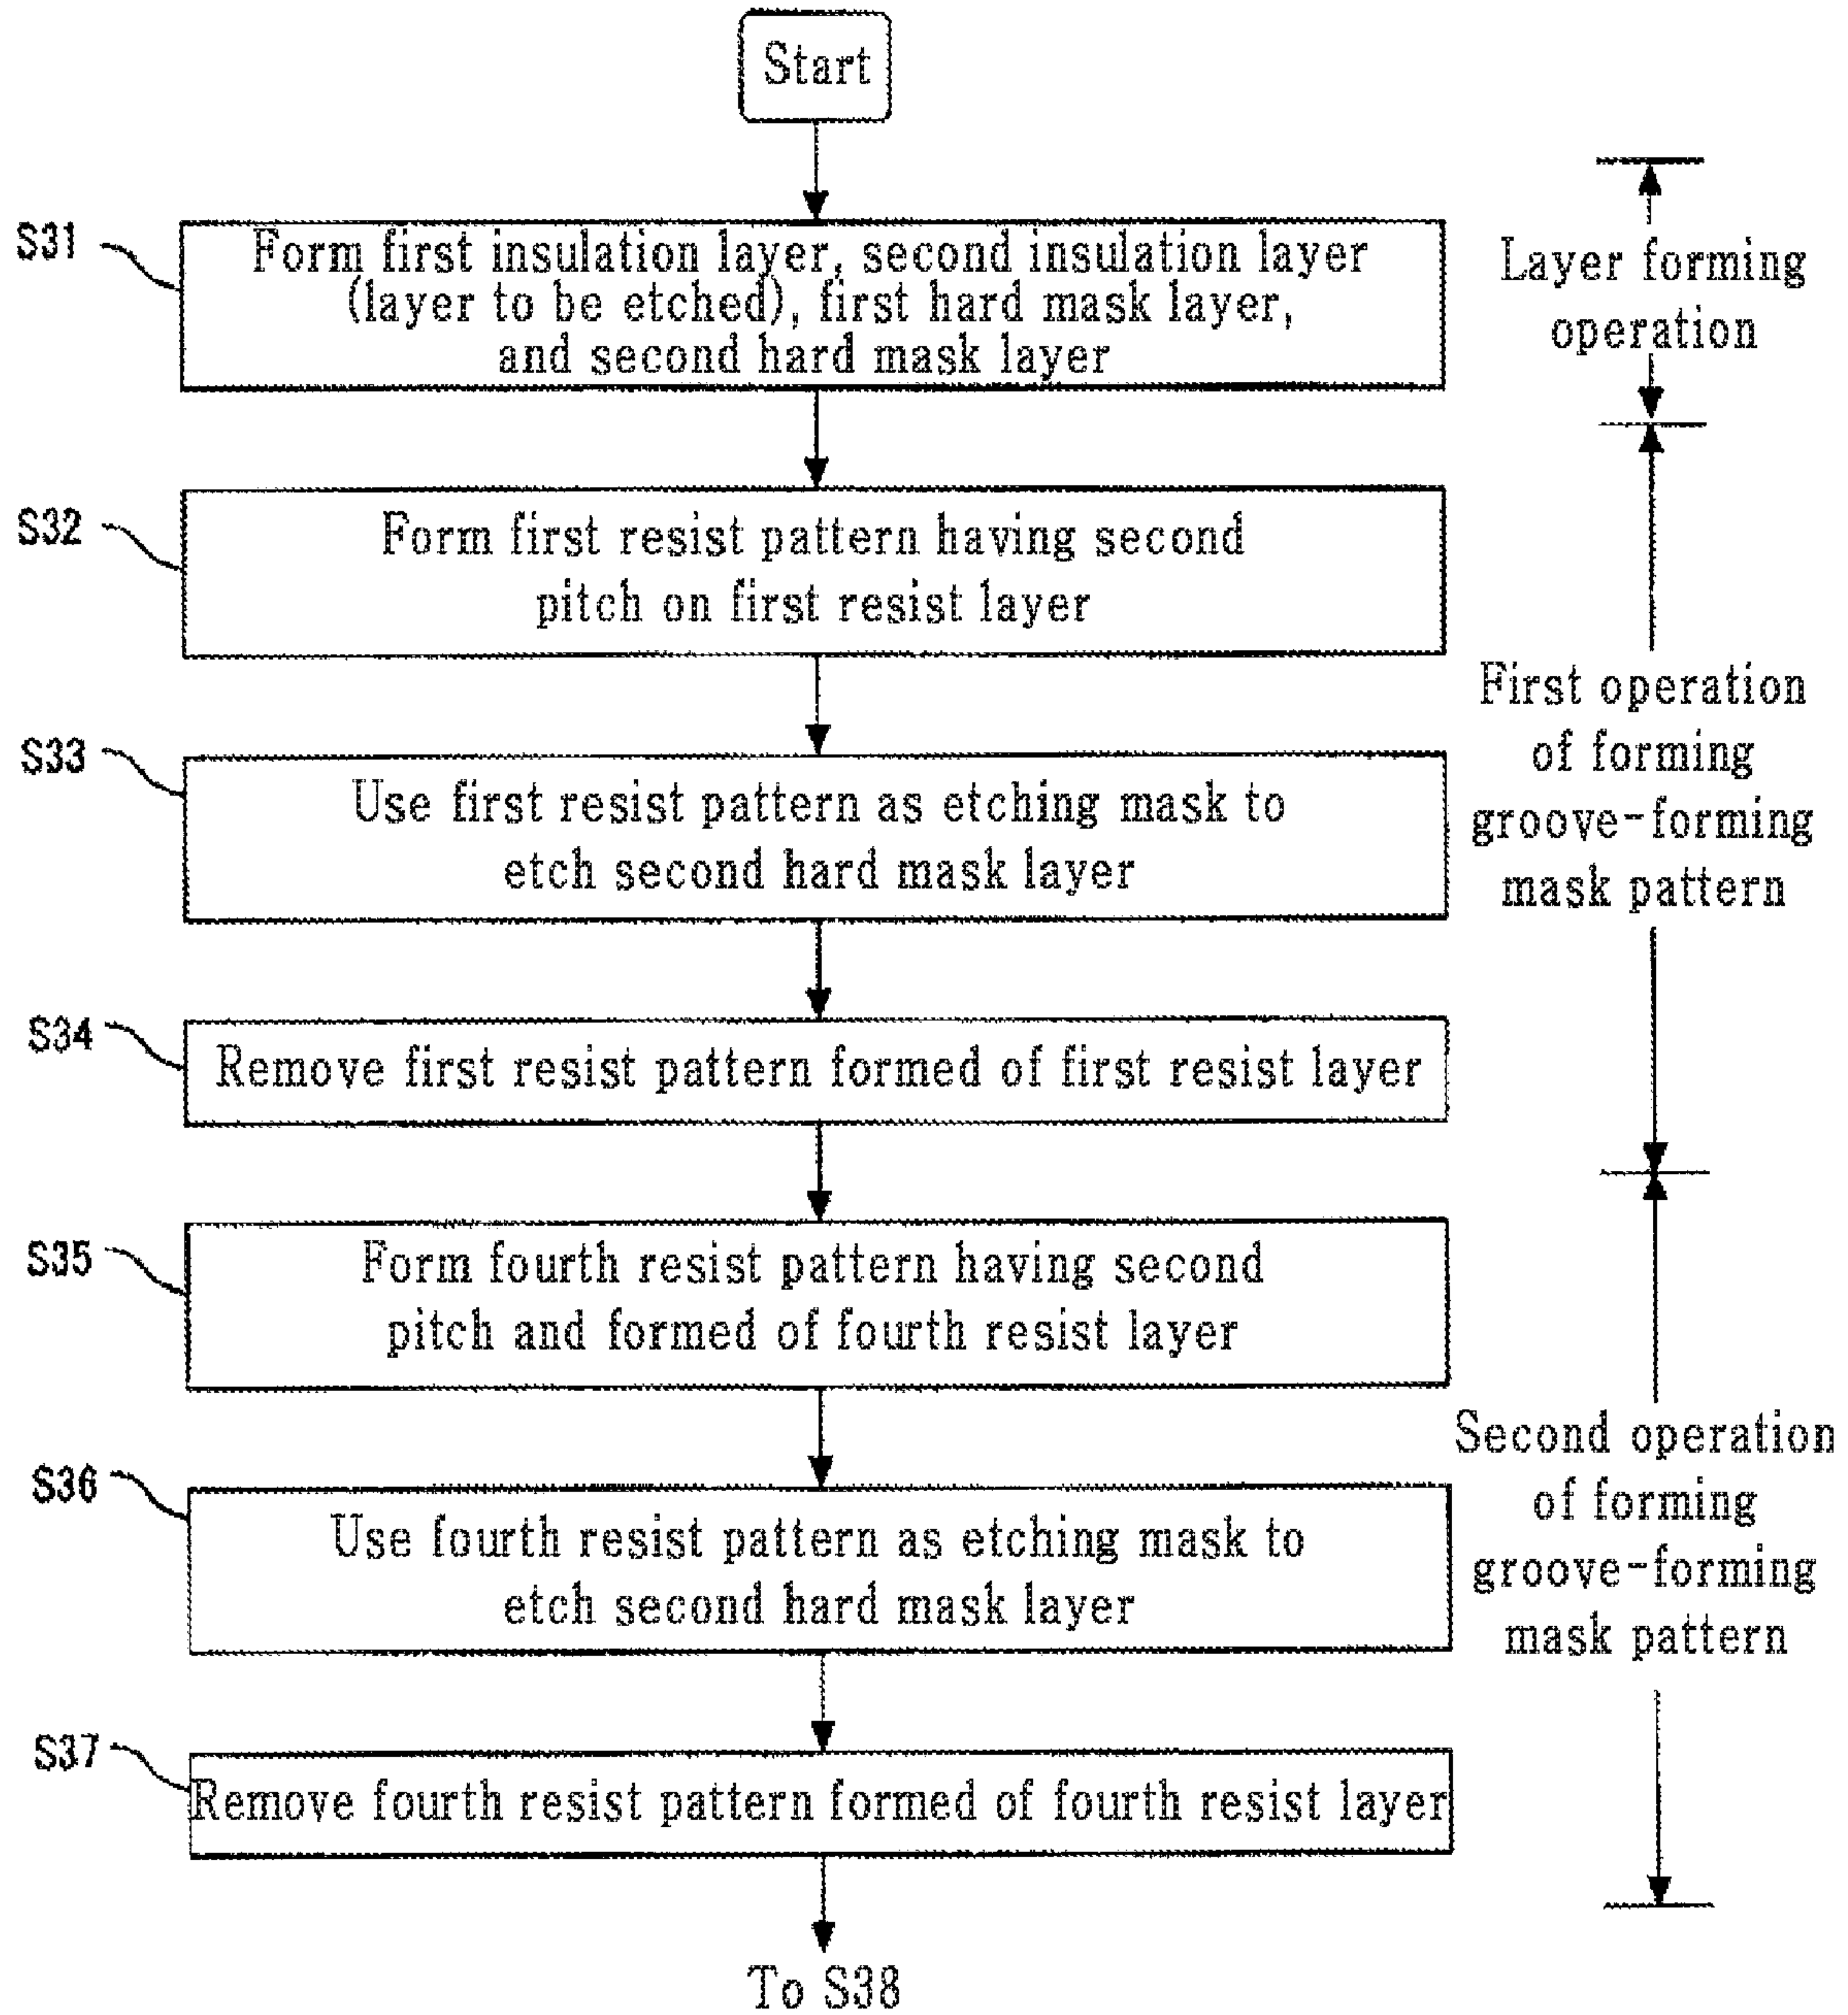 Start
S31
Form first insulation layer, second insulation layer
(layer to be etched), first hard mask layer,
and second hard mask layer
Layer forming
operation
S32
Form first resist pattern having second
pitch on first resist layer
S33
Use first resist pattern as etching mask to
etch second hard mask layer
First operation
of forming
groove-forming
mask pattern
S34
Remove first resist pattern formed of first resist layer
S35
Form fourth resist pattern having second
pitch and formed of fourth resist layer
S36
Use fourth resist pattern as etching mask to
etch second hard mask layer
Second operation
of forming
groove-forming
mask pattern
S37
Remove fourth resist pattern formed of fourth resist layer
To S38